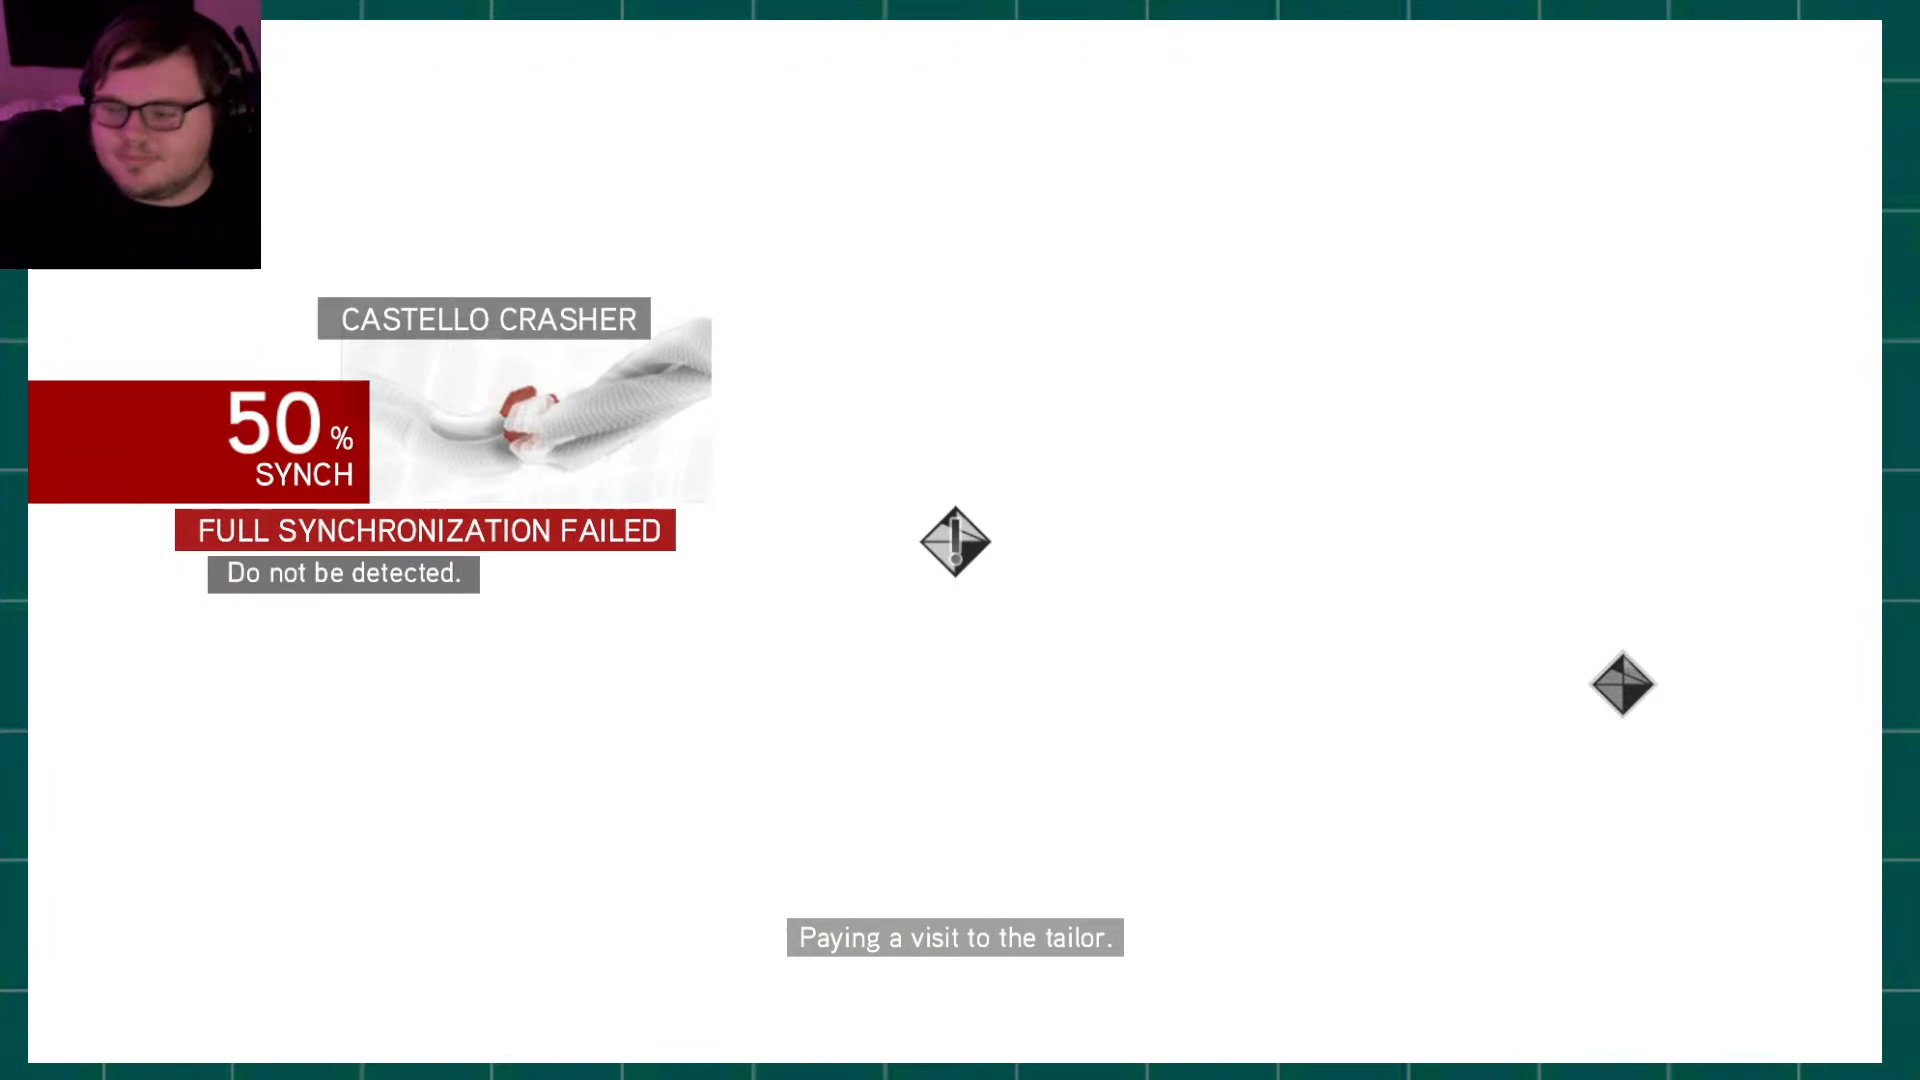 CASTELLO CRASHER
50 %
SYNCH
FULL SYNCHRONIZATION FAILED
Do not be detected.
Paying a visit to the tailor.